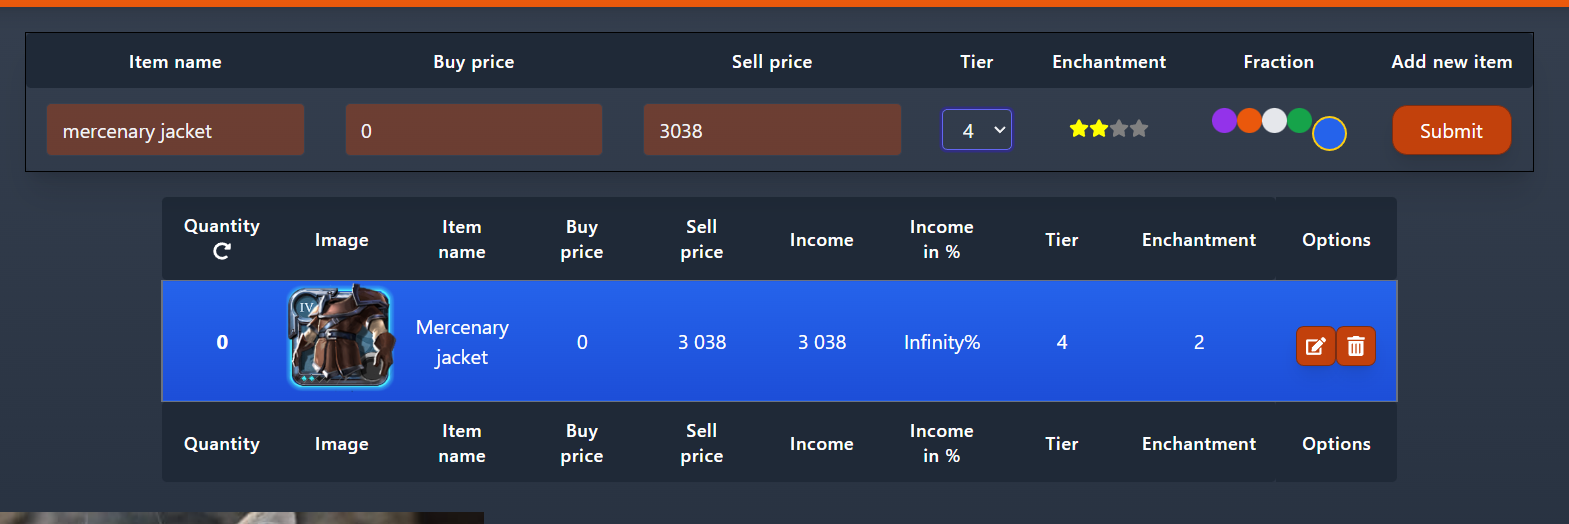 Item name Buy price Sell price Tier Enchantment Fraction Add new item
mercenary jacket 0 3038 4 Submit
Quantity Image Item name Buy price Sell price Income Income in % Tier Enchantment Options
IV
0 Mercenary jacket 0 3 038 3 038 Infinity% 4 2
Quantity Image Item name Buy price Sell price Income Income in % Tier Enchantment Options